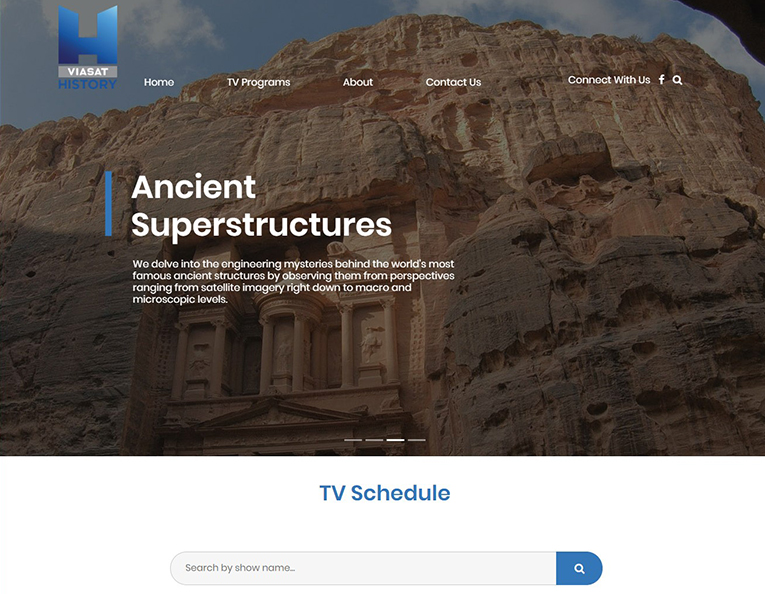 VIASAT
HISTORY
Home TV Programs About Contact Us Connect With Us
Ancient
Superstructures
We delve into the engineering mysteries behind the world's most
famous ancient structures by observing them from perspectives
ranging from satellite imagery right down to macro and
microscopic levels.
TV Schedule
Search by show name...